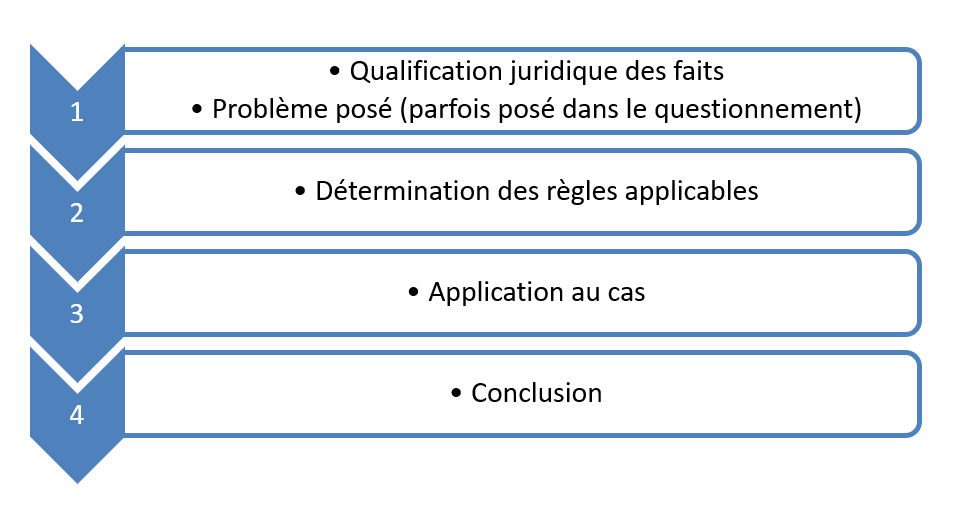 1
• Qualification juridique des faits
• Problème posé (parfois posé dans le questionnement)
2
• Détermination des règles applicables
3
• Application au cas
4
• Conclusion